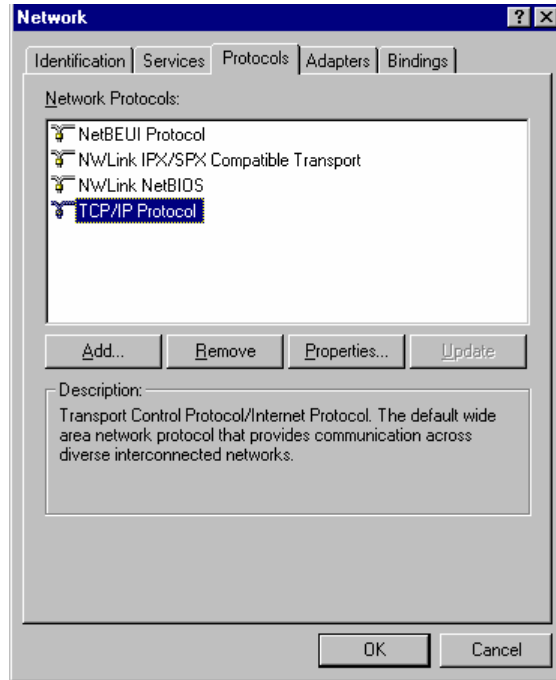 Network
Identification Services Protocols Adapters Bindings
Network Protocols:
NetBEUI Protocol
NWLink IPX/SPX Compatible Transport
NWLink NetBIOS
TCP/IP Protocol
Add... Remove Properties... Update
Description:
Transport Control Protocol/Internet Protocol. The default wide
area network protocol that provides communication across
diverse interconnected networks.
OK Cancel